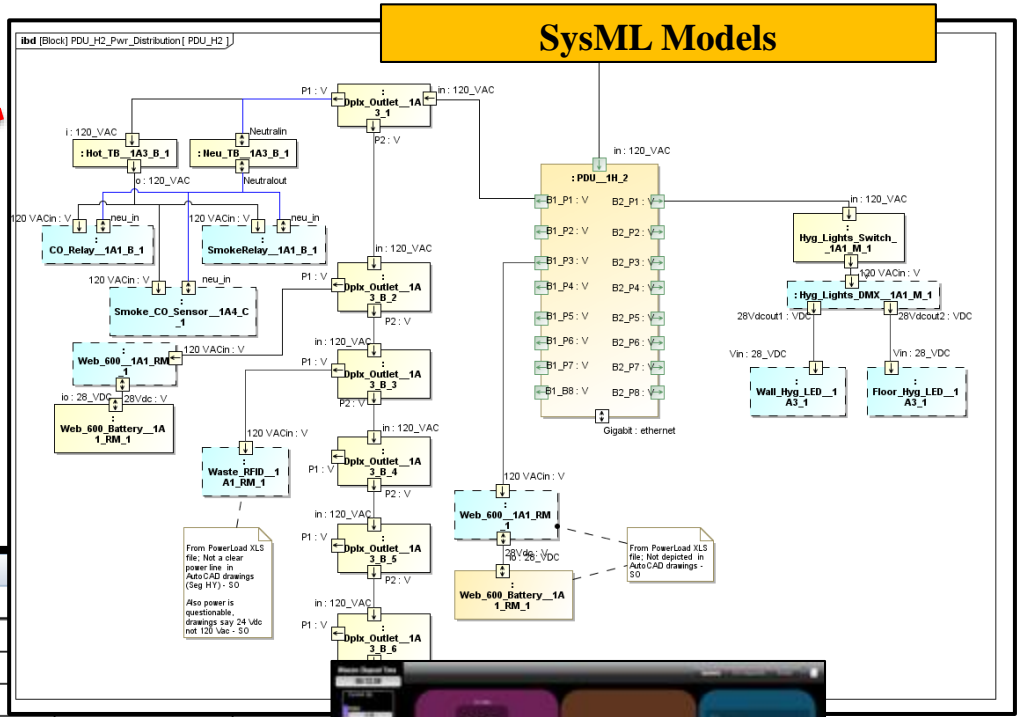 SysML Models
ibd [Block] PDU_H2_Pwr_Distribution [ PDU_H2 ]
P1 : V
:
Dplx_Outlet__1A
3_1
in : 120_VAC
P2 : V
i : 120_VAC
Neutralin
: Hot_TB__1A3_B_1
: Neu_TB__1A3_B_1
o : 120_VAC
Neutralout
120 VACin : V
neu_in
:
CO_Relay__1A1_B_1
120 VACin : V
neu_in
:
SmokeRelay__1A1_B_1
120 VACin : V
neu_in
:
Smoke_CO_Sensor__1A4_C
_1
in : 120_VAC
P1 : V
:
Dplx_Outlet__1A
3_B_2
P2 : V
120 VACin : V
:
Web_600__1A1_RM
_1
io : 28_VDC
28Vdc : V
:
Web_600_Battery__1A
1_RM_1
in : 120_VAC
P1 : V
:
Dplx_Outlet__1A
3_B_3
P2 : V
120 VACin : V
:
Waste_RFID__1
A1_RM_1
in : 120_VAC
P1 : V
:
Dplx_Outlet__1A
3_B_4
P2 : V
in : 120_VAC
P1 : V
:
Dplx_Outlet__1A
3_B_5
P2 : V
in : 120_VAC
P1 : V
:
Dplx_Outlet__1A
3_B_6
From PowerLoad XLS
file; Not a clear
power line in
AutoCAD drawings
(Seg HY) - SO
Also power is
questionable,
drawings say 24 Vdc
not 120 Vac - SO
in : 120_VAC
: PDU__1H_2
B1_P1 : V
B2_P1 : V
B1_P2 : V
B2_P2 : V
B1_P3 : V
B2_P3 : V
B1_P4 : V
B2_P4 : V
B1_P5 : V
B2_P5 : V
B1_P6 : V
B2_P6 : V
B1_P7 : V
B2_P7 : V
B1_B8 : V
B2_P8 : V
Gigabit : ethernet
120 VACin : V
:
Web_600__1A1_RM
_1
28Vdc : V
io : 28_VDC
:
Web_600_Battery__1A
1_RM_1
From PowerLoad XLS
file; Not depicted in
AutoCAD drawings -
SO
in : 120_VAC
:
Hyg_Lights_Switch_
_1A1_M_1
120 VACin : V
: Hyg_Lights_DMX__1A1_M_1
28Vdcout1 : VDC
28Vdcout2 : VDC
Vin : 28_VDC
Vin : 28_VDC
:
Wall_Hyg_LED__1
A3_1
:
Floor_Hyg_LED__1
A3_1